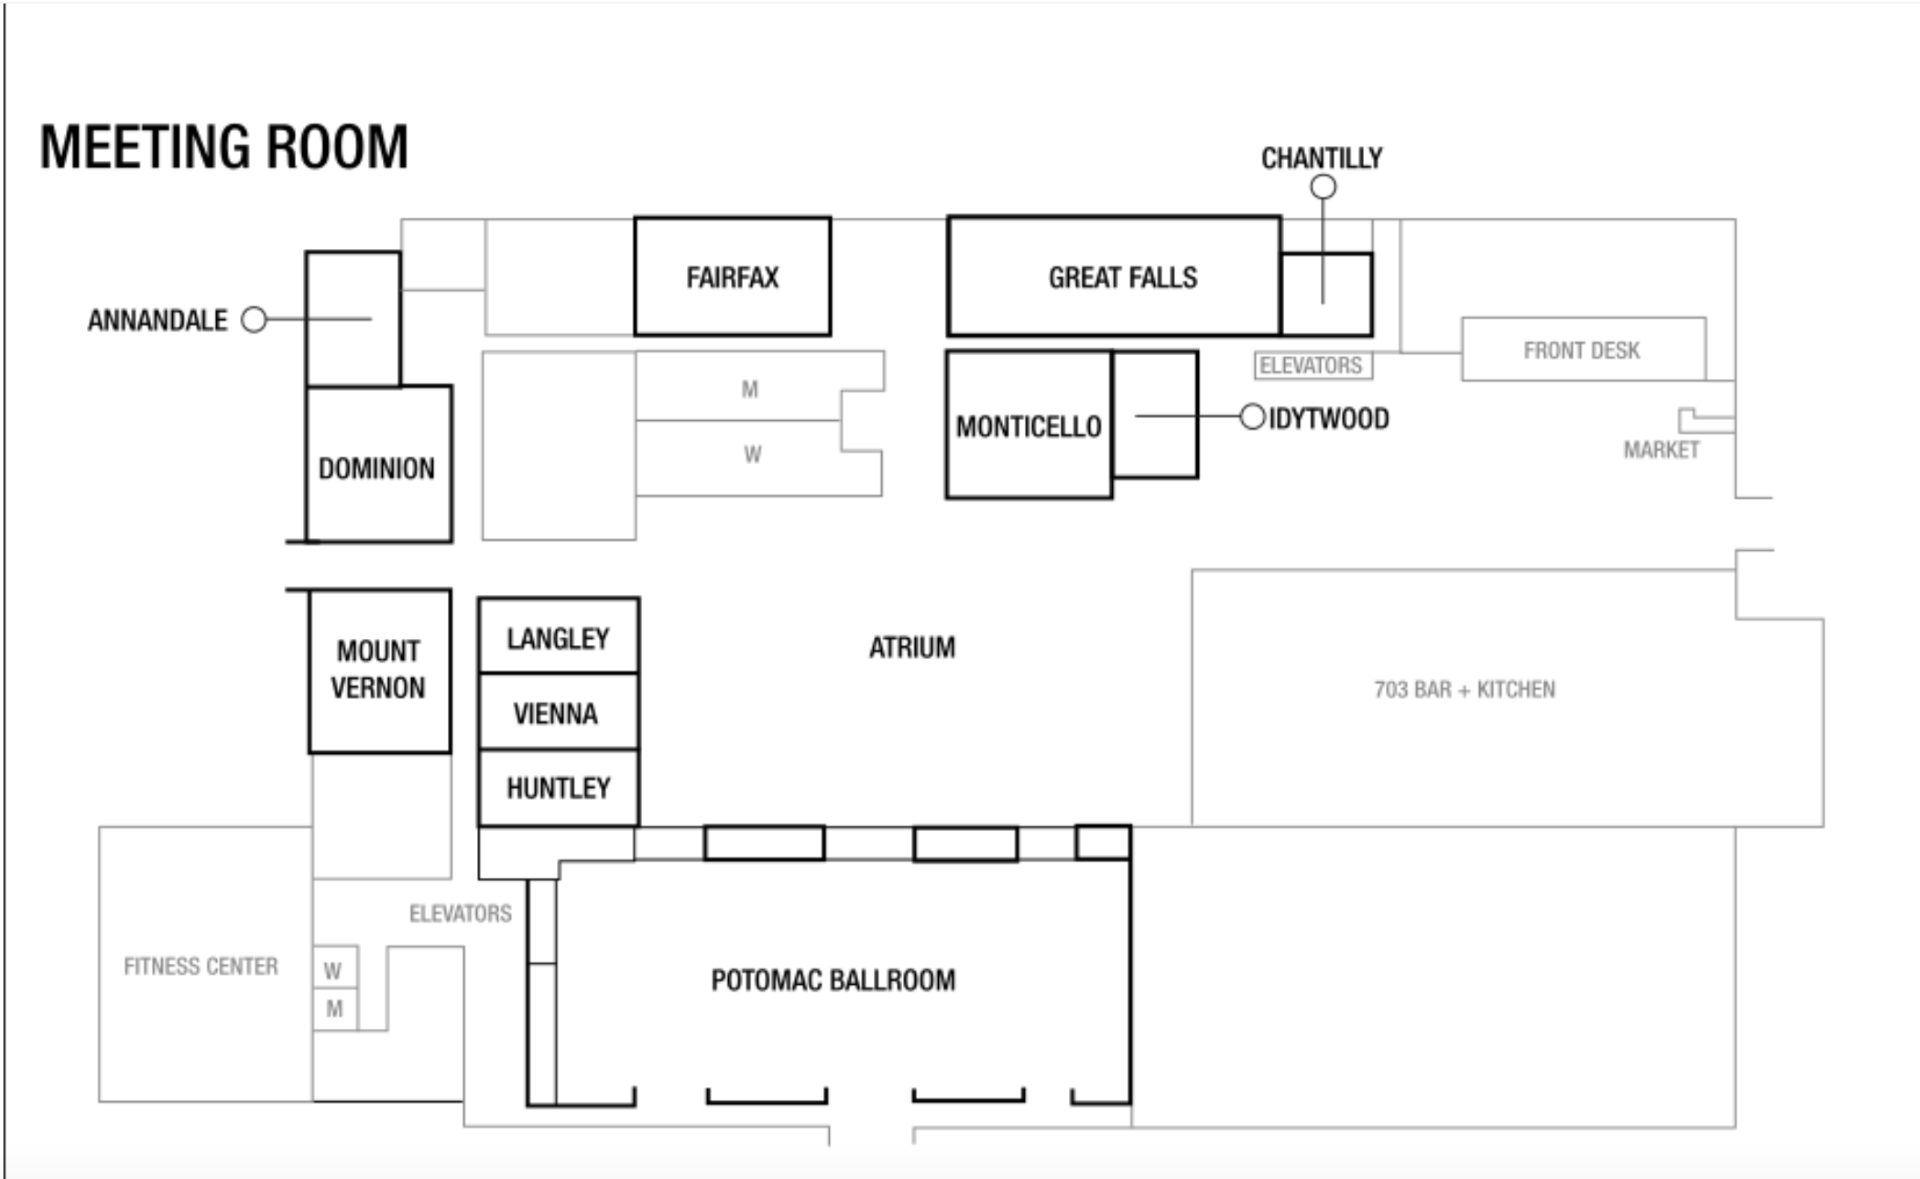 MEETING ROOM
CHANTILLY
FAIRFAX
GREAT FALLS
ANNANDALE
FRONT DESK
ELEVATORS
M
MONTICELLO
IDYTWOOD
W
MARKET
DOMINION
LANGLEY
ATRIUM
MOUNT
VERNON
703 BAR + KITCHEN
VIENNA
HUNTLEY
ELEVATORS
FITNESS CENTER
W
M
POTOMAC BALLROOM